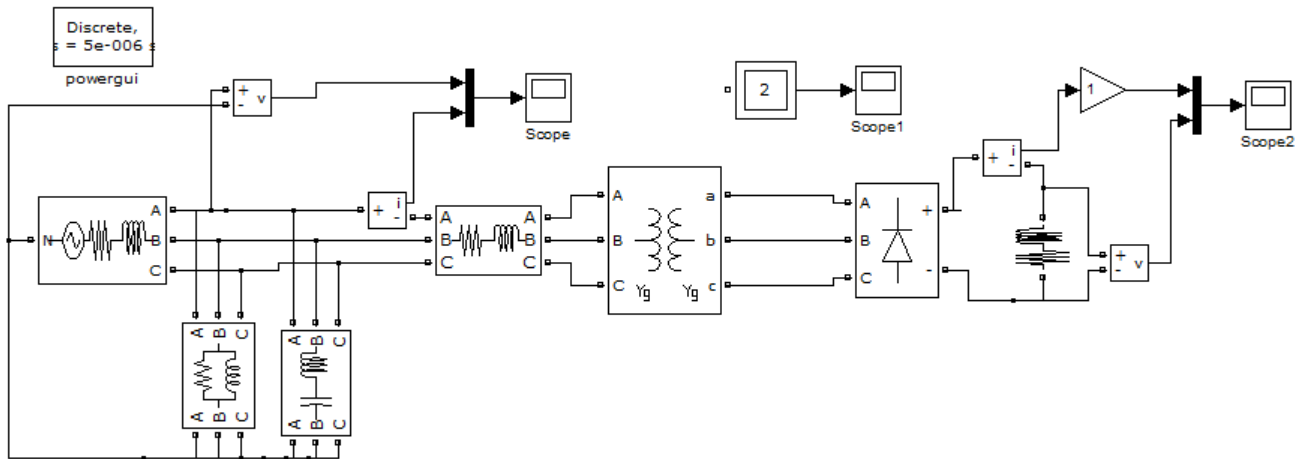 Discrete,
s = 5e-006 s
powergui
+
-
v
Scope
2
Scope1
1
Scope2
N
A
B
C
+
i
-
A
B
C
A
B
C
A
B
C
Yg
Yg
a
b
c
A
B
C
+
-
+
i
-
+
-
v
A B C
A B C
A B C
A B C